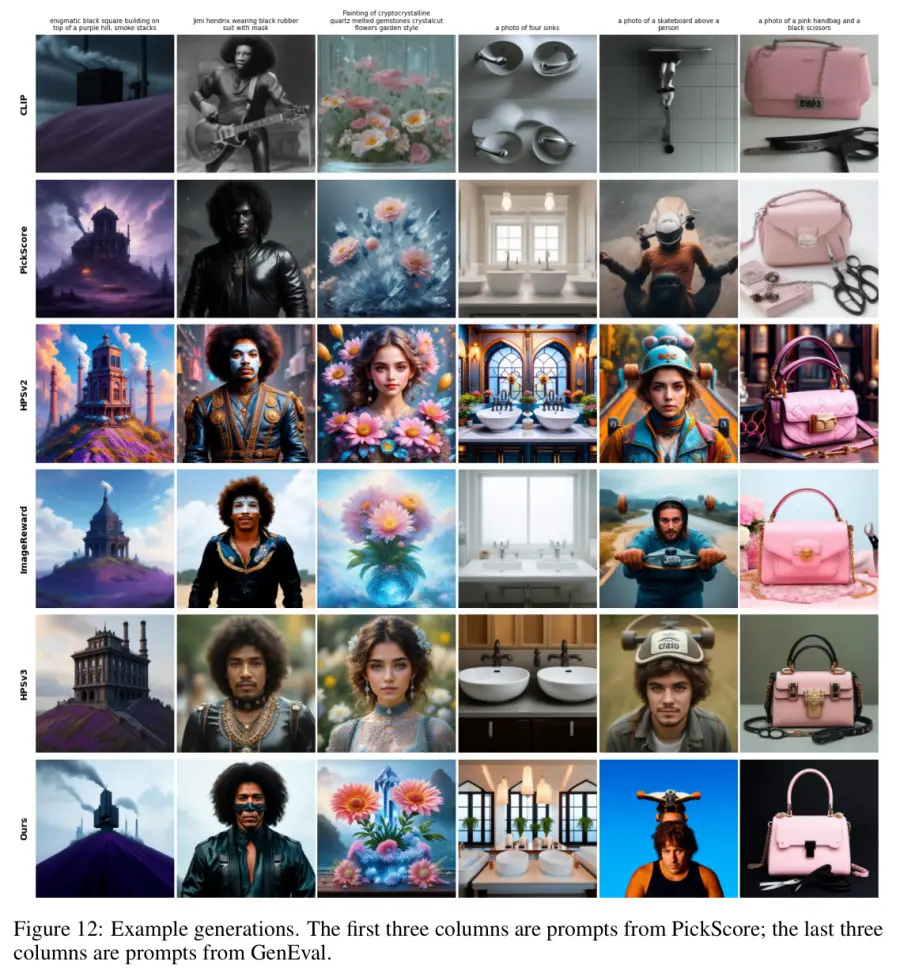 enigmatic black square building on
top of a purple hill, smoke stacks
Jimi hendrix wearing black rubber
suit with mask
Painting of cryptocrystalline
quartz melted gemstones crystalcut
flowers garden style
a photo of four sinks
a photo of a skateboard above a
person
a photo of a pink handbag and a
black scissors
CLIP
PickScore
HPSv2
ImageReward
HPSv3
Ours
Figure 12: Example generations. The first three columns are prompts from PickScore; the last three
columns are prompts from GenEval.